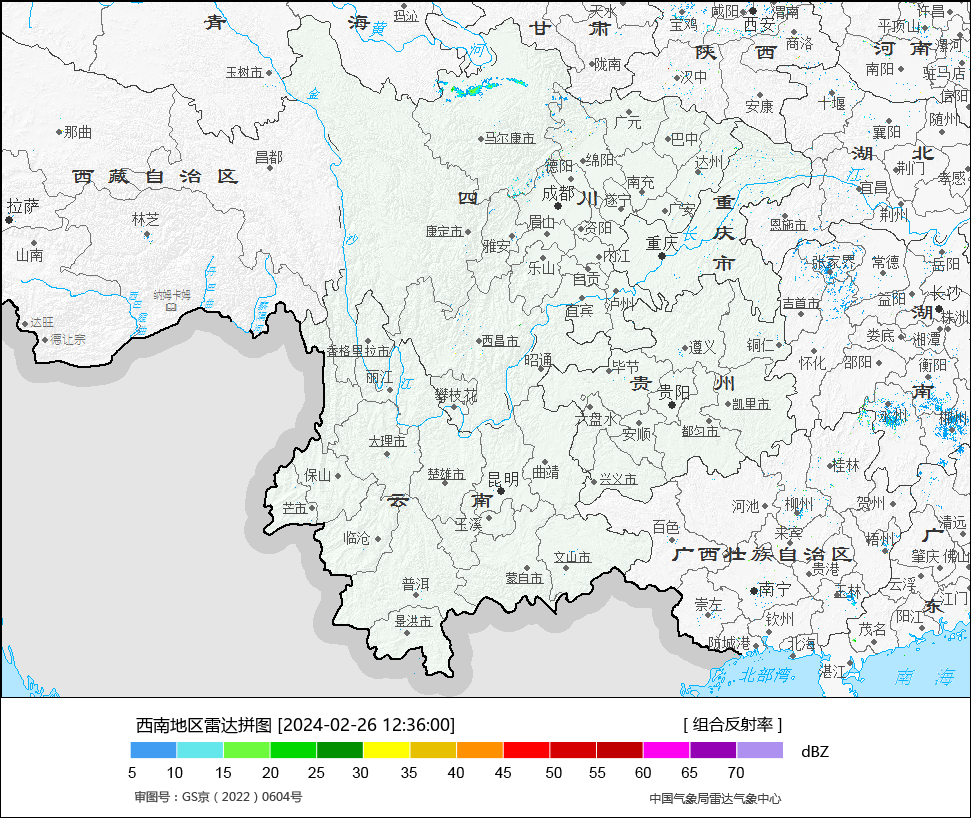 青 海
玛沁
黄
河
甘 肃
天水
宝鸡
咸阳
渭南
西安
许昌
平顶山
漯河
陕 西
商洛
河 南
玉树市
陇南
汉中
南阳
驻马店
信阳
金
安康
十堰
随州
那曲
广元
襄阳
马尔康市
巴中
昌都
德阳
绵阳
达州
湖 北
荆门
孝感
西藏自治区
成都
南充
江
宜昌
四 川
遂宁
广安
重庆市
荆州
拉萨
林芝
眉山
资阳
恩施市
康定市
雅安
重庆
长
沙
山南
乐山
内江
张家界
常德
岳阳
自贡
泸州
宜宾
纳姆卡姆
吉首市
益阳
长沙
达旺
德让宗
湖
株洲
西昌市
娄底
湘潭
香格里拉市
昭通
遵义
铜仁
怀化
邵阳
衡阳
丽江
江
毕节
贵 州
贵阳
南
攀枝花
六盘水
凯里市
永州
郴州
安顺
都匀市
大理市
保山
楚雄市
昆明
曲靖
兴义市
桂林
云 南
芒市
玉溪
河池
柳州
贺州
临沧
百色
来宾
梧州
清远
广
文山市
广西壮族自治区
肇庆
佛山
普洱
蒙自市
贵港
南宁
玉林
云浮
江门
崇左
东
景洪市
钦州
阳江
茂名
防城港
北海
北部湾
湛江
南 海
西南地区雷达拼图 [2024-02-26 12:36:00]
[ 组合反射率 ]
dBZ
5 10 15 20 25 30 35 40 45 50 55 60 65 70
审图号：GS京（2022）0604号
中国气象局雷达气象中心